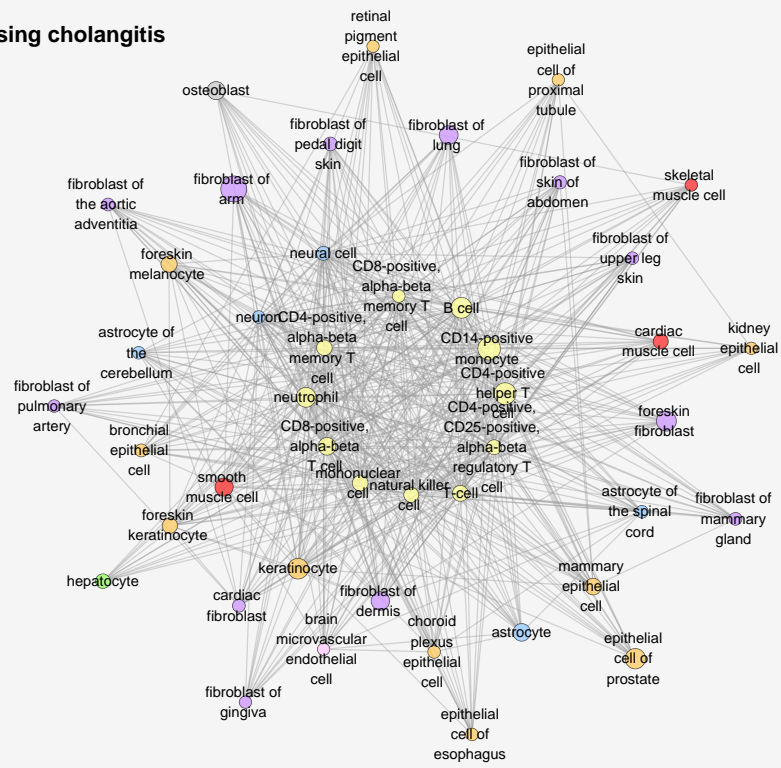 sing cholangitis
retinal
pigment
epithelial
cell
epithelial
cell of
proximal
tubule
osteoblast
fibroblast of
pedal digit
skin
fibroblast of
lung
fibroblast of
arm
fibroblast of
skin of
abdomen
skeletal
muscle cell
fibroblast of
the aortic
adventitia
fibroblast of
upper leg
skin
foreskin
melanocyte
neural cell
CD8-positive,
alpha-beta
memory T
cell
B cell
neuron
CD4-positive,
alpha-beta
memory T
cell
CD14-positive
monocyte
cardiac
muscle cell
kidney
epithelial
cell
astrocyte of
the
cerebellum
CD4-positive
helper T
cell
neutrophil
fibroblast of
pulmonary
artery
CD4-positive,
CD25-positive,
alpha-beta
regulatory T
cell
foreskin
fibroblast
bronchial
epithelial
cell
CD8-positive,
alpha-beta
T cell
mononuclear
cell
natural killer
cell
T-cell
smooth
muscle cell
astrocyte of
the spinal
cord
fibroblast of
mammary
gland
foreskin
keratinocyte
hepatocyte
keratinocyte
mammary
epithelial
cell
cardiac
fibroblast
fibroblast of
dermis
brain
microvascular
endothelial
cell
choroid
plexus
epithelial
cell
astrocyte
epithelial
cell of
prostate
fibroblast of
gingiva
epithelial
cell of
esophagus